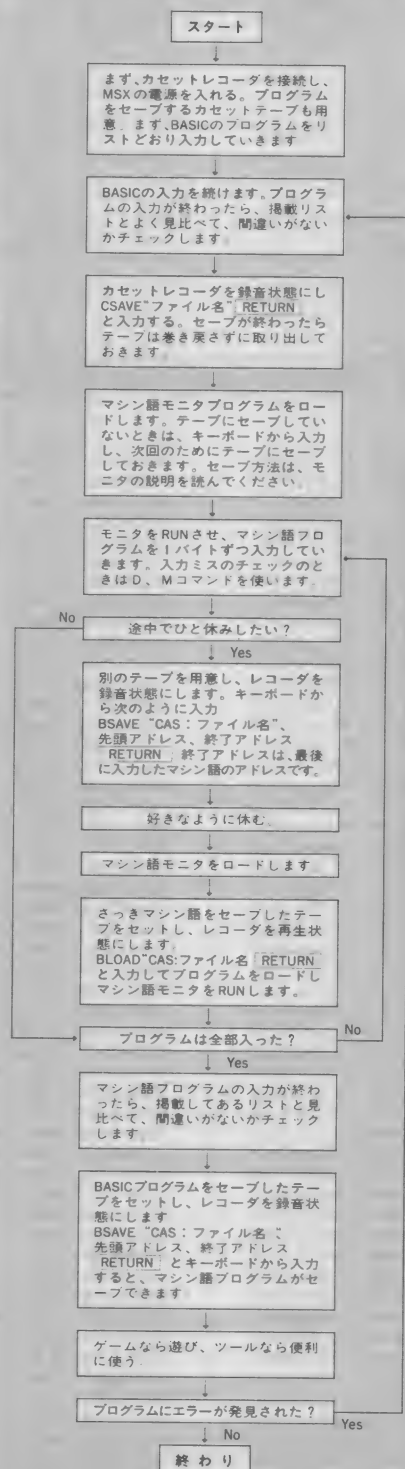 スタート
まず、カセットレコーダを接続し、
MSXの電源を入れる。プログラム
をセーブするカセットテープも用
意. まず、BASICのプログラムをリ
ストどおり入力していきます
BASICの入力を続けます。プログラ
ムの入力が終わったら、掲載リス
トとよく見比べて、間違いがない
かチェックします
カセットレコーダを録音状態にし
CSAVE"ファイル名" RETURN
と入力する。セーブが終わったら
テープは巻き戻さずに取り出して
おきます
マシン語モニタプログラムをロー
ドします。テープにセーブしてい
ないときは、キーボードから入力
し、次回のためにテープにセーブ
しておきます。セーブ方法は、モ
ニタの説明を読んでください.
モニタをRUNさせ、マシン語プロ
グラムを1バイトずつ入力してい
きます。入力ミスのチェックのと
きはD、Mコマンドを使います.
No
途中でひと休みしたい？
Yes
別のテープを用意し、レコーダを
録音状態にします。キーボードか
ら次のように入力
BSAVE "CAS：ファイル名"、
先頭アドレス、終了アドレス
RETURN ; 終了アドレスは、最後
に入力したマシン語のアドレスです。
好きなように休む.
マシン語モニタをロードします
さっきマシン語をセーブしたテー
プをセットし、レコーダを再生状
態にします.
BLOAD"CAS:ファイル名 RETURN
と入力してプログラムをロードし
マシン語モニタをRUNします。
プログラムは全部入った？
No
Yes
マシン語プログラムの入力が終わ
ったら、掲載してあるリストと見
比べて、間違いがないかチェック
します
BASICプログラムをセーブしたテー
プをセットし、レコーダを録音状
態にします
BSAVE "CAS：ファイル名 "、
先頭アドレス、終了アドレス
RETURN とキーボードから入力
すると、マシン語プログラムがセ
ーブできます
ゲームなら遊び、ツールなら便利
に使う.
プログラムにエラーが発見された？
Yes
No
終わり